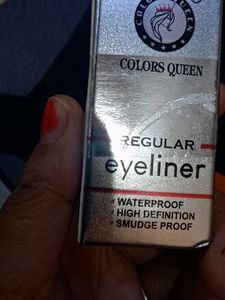 COLORS QUEEN
REGULAR
eyeliner
WATERPROOF
HIGH DEFINITION
SMUDGE PROOF